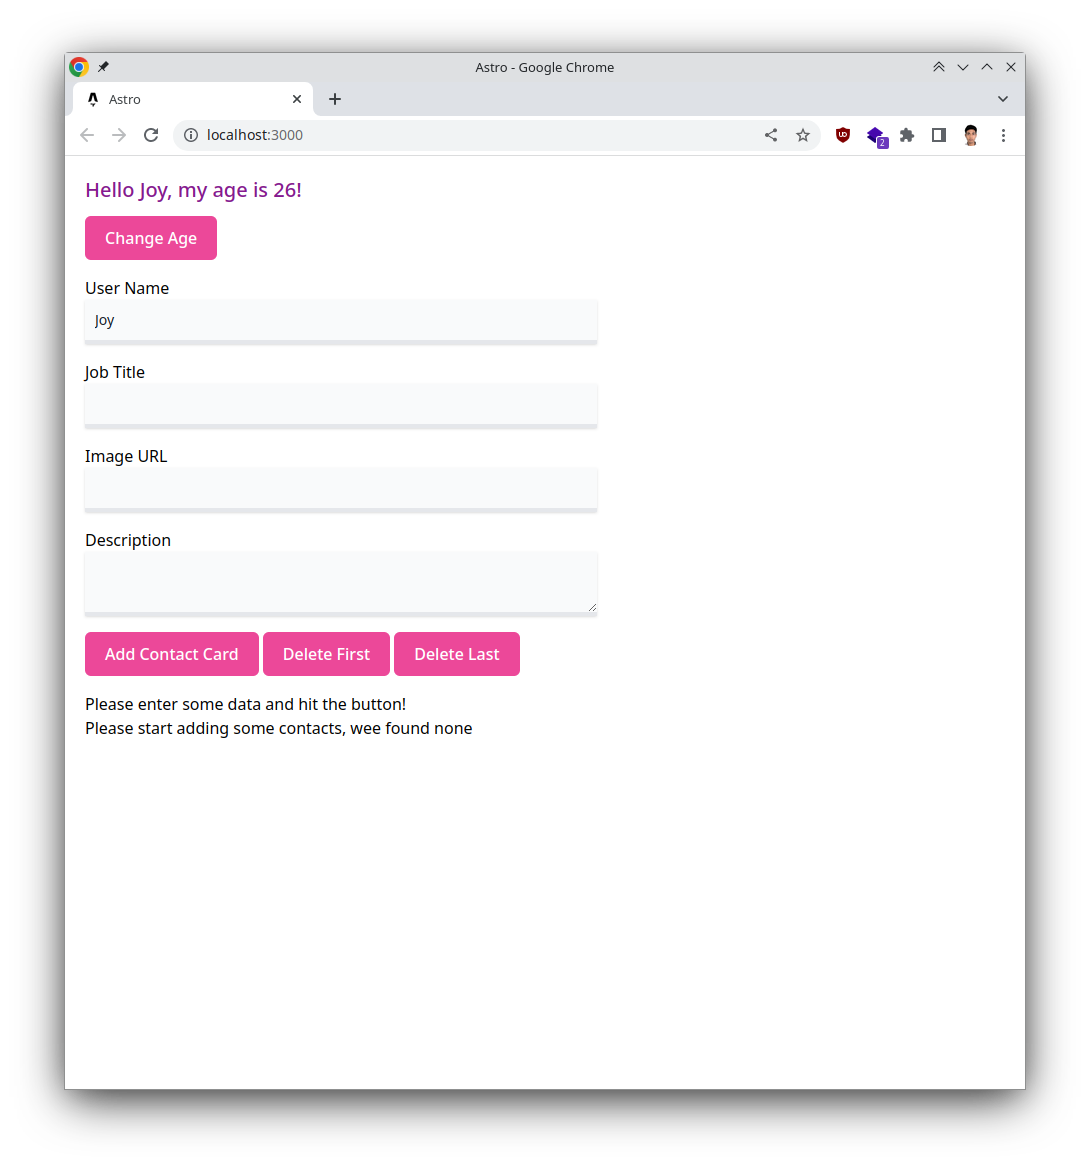 Astro - Google Chrome
Astro
localhost:3000
2
Hello Joy, my age is 26!
Change Age
User Name
Joy
Job Title
Image URL
Description
Add Contact Card Delete First Delete Last
Please enter some data and hit the button!
Please start adding some contacts, wee found none